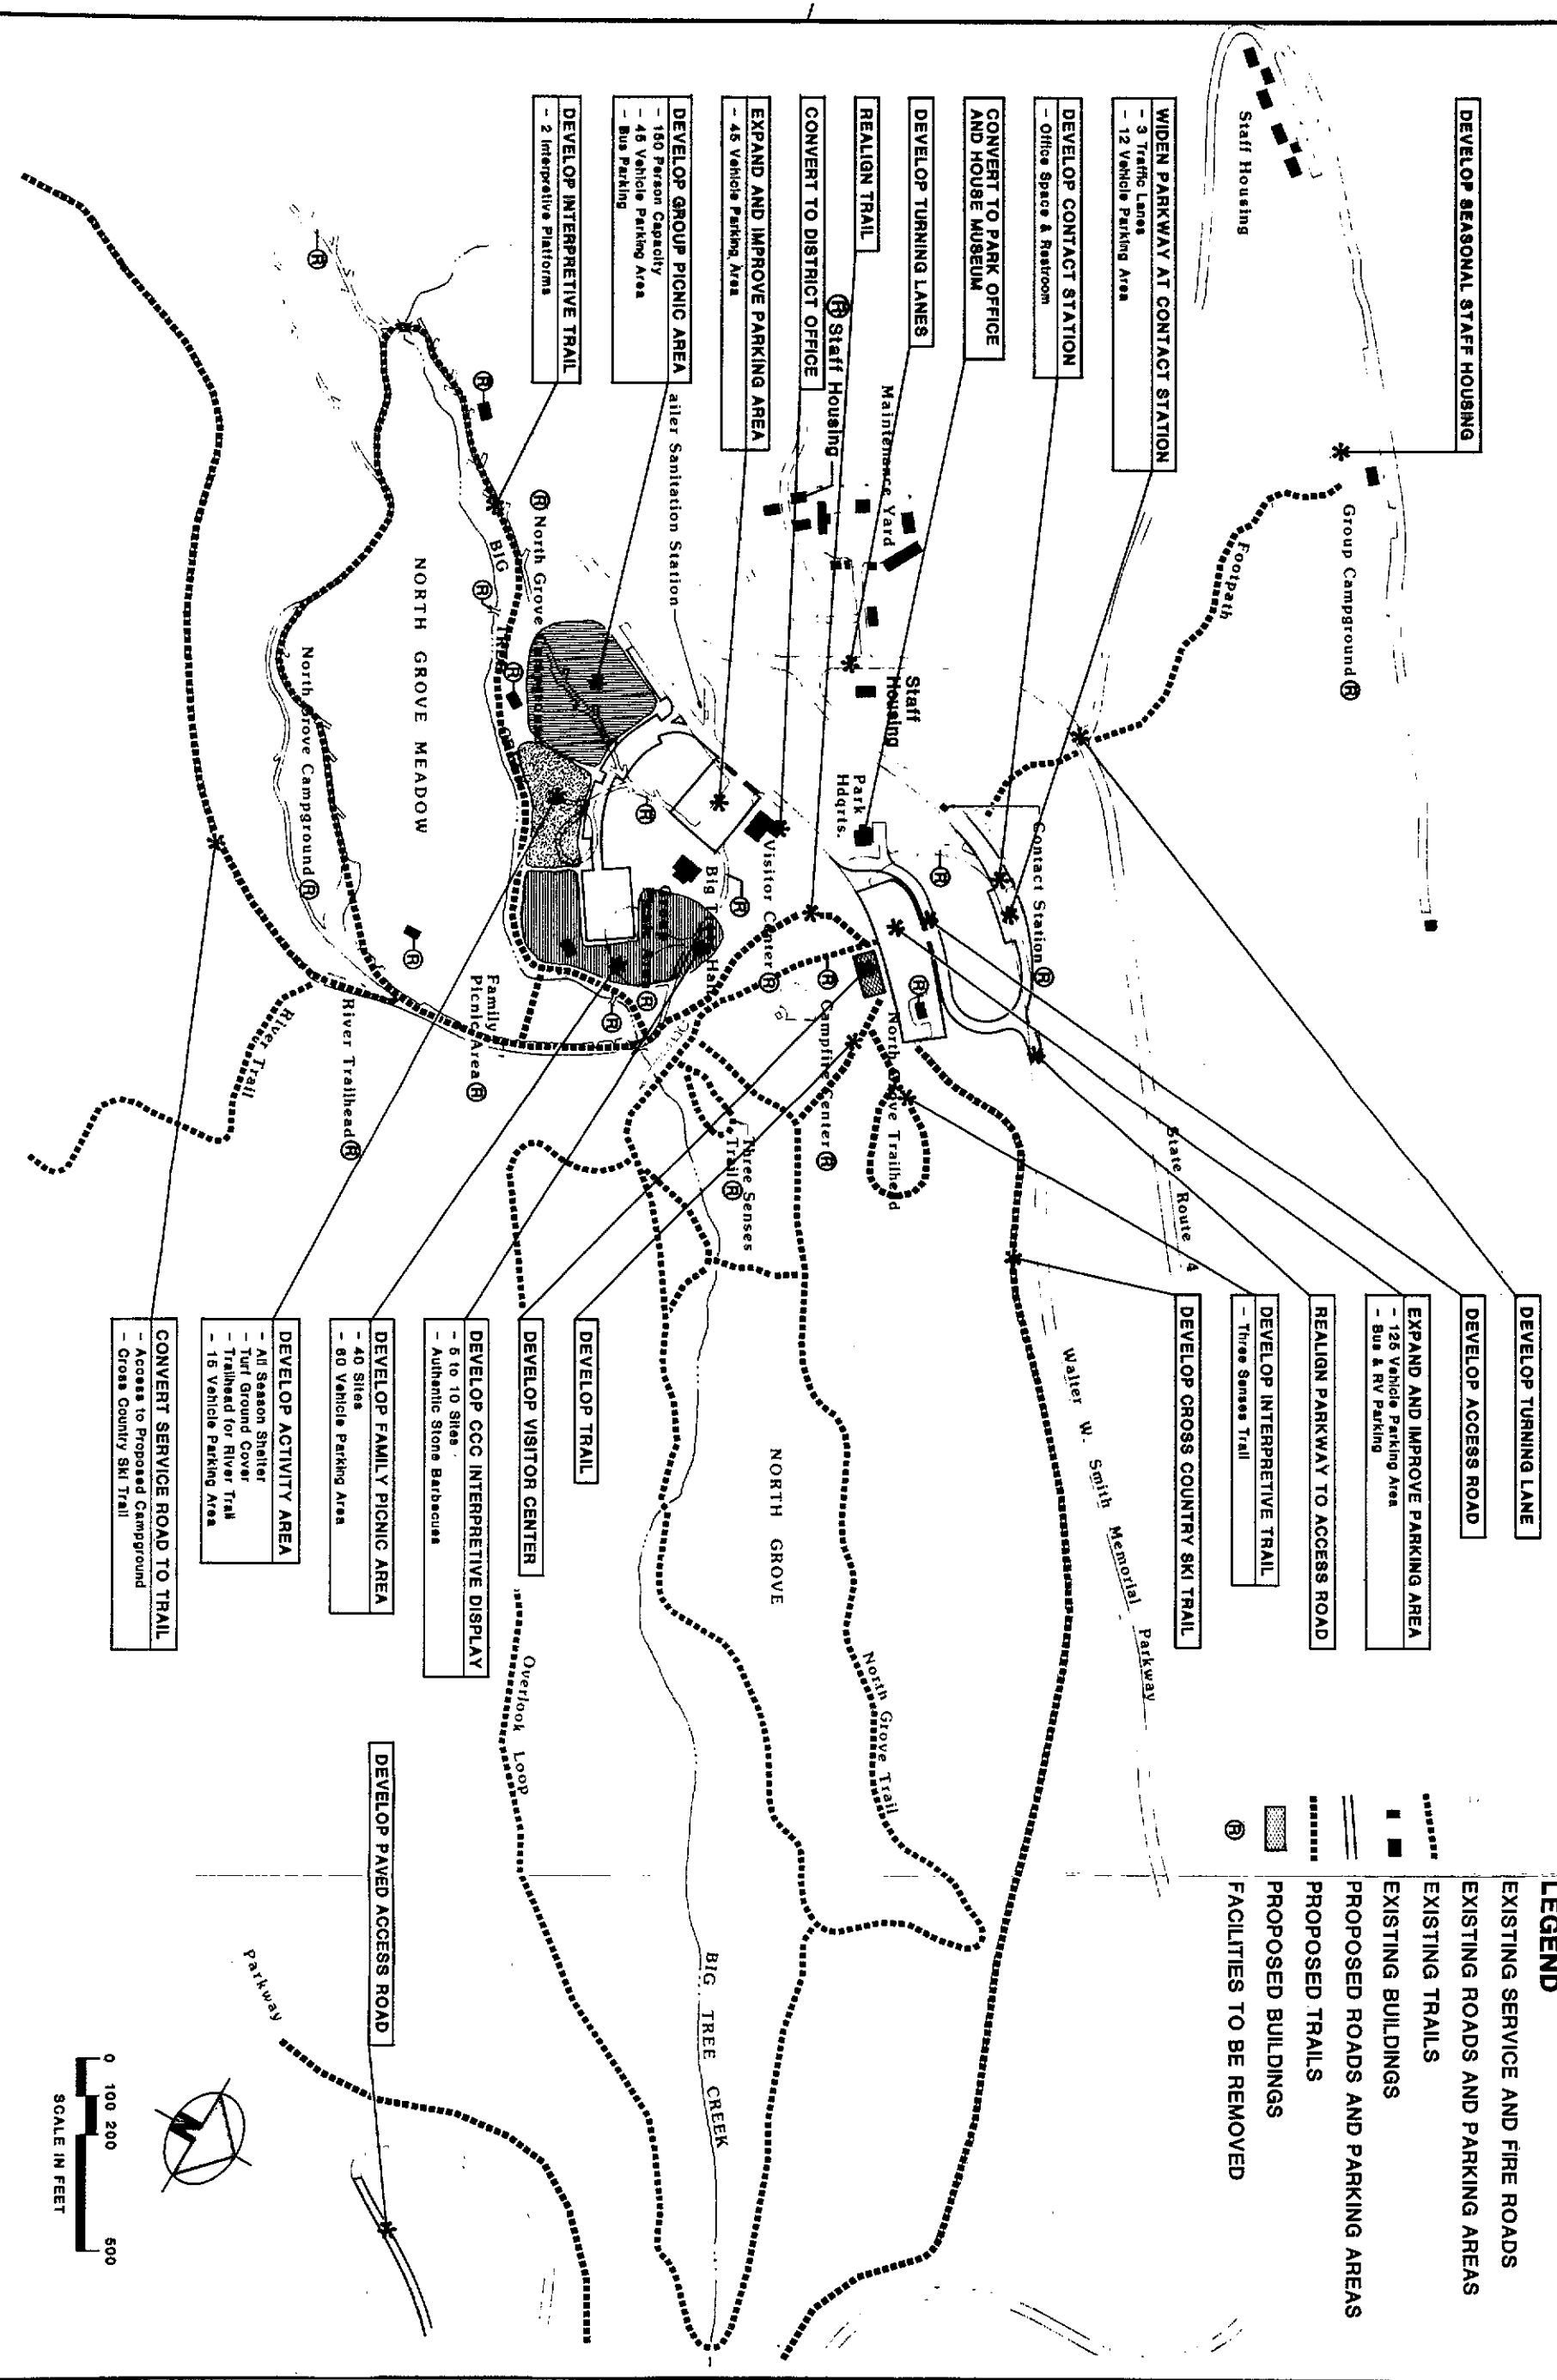 DEVELOP SEASONAL STAFF HOUSING
WIDEN PARKWAY AT CONTACT STATION
- 3 Traffic Lanes
- 12 Vehicle Parking Area
DEVELOP CONTACT STATION
- Office Space & Restroom
CONVERT TO PARK OFFICE
AND HOUSE MUSEUM
DEVELOP TURNING LANES
REALIGN TRAIL
CONVERT TO DISTRICT OFFICE
EXPAND AND IMPROVE PARKING AREA
- 45 Vehicle Parking Area
DEVELOP GROUP PICNIC AREA
- 150 Person Capacity
- 45 Vehicle Parking Area
- Bus Parking
DEVELOP INTERPRETIVE TRAIL
- 2 Interpretive Platforms
Staff Housing
Group Campground R
Footpath
Maintenance Yard
R Staff Housing
Staff
Housing
Park
Hdqrts.
Contact Station R
R
R
State Route 4
Walter W. Smith Memorial Parkway
ailer Sanitation Station
Visitor Center R
R
R Campfire Center R
North Grove Trailhead
Big Hall
R
R
R
Family
Picnic Area R
Three Senses
Trail R
R North Grove
R
R
R
R
BIG TREE
NORTH GROVE MEADOW
North Grove Campground R
R
River Trailhead R
River Trail
NORTH GROVE
North Grove Trail
BIG TREE CREEK
Overlook Loop
Parkway
DEVELOP TURNING LANE
DEVELOP ACCESS ROAD
EXPAND AND IMPROVE PARKING AREA
- 125 Vehicle Parking Area
- Bus & RV Parking
REALIGN PARKWAY TO ACCESS ROAD
DEVELOP INTERPRETIVE TRAIL
- Three Senses Trail
DEVELOP CROSS COUNTRY SKI TRAIL
DEVELOP TRAIL
DEVELOP VISITOR CENTER
DEVELOP CCC INTERPRETIVE DISPLAY
- 5 to 10 Sites
- Authentic Stone Barbecues
DEVELOP FAMILY PICNIC AREA
- 40 Sites
- 60 Vehicle Parking Area
DEVELOP ACTIVITY AREA
- All Season Shelter
- Turf Ground Cover
- Trailhead for River Trail
- 15 Vehicle Parking Area
CONVERT SERVICE ROAD TO TRAIL
- Access to Proposed Campground
- Cross Country Ski Trail
DEVELOP PAVED ACCESS ROAD
LEGEND
EXISTING SERVICE AND FIRE ROADS
EXISTING ROADS AND PARKING AREAS
EXISTING TRAILS
EXISTING BUILDINGS
PROPOSED ROADS AND PARKING AREAS
PROPOSED TRAILS
PROPOSED BUILDINGS
R FACILITIES TO BE REMOVED
N
0 100 200 500
SCALE IN FEET